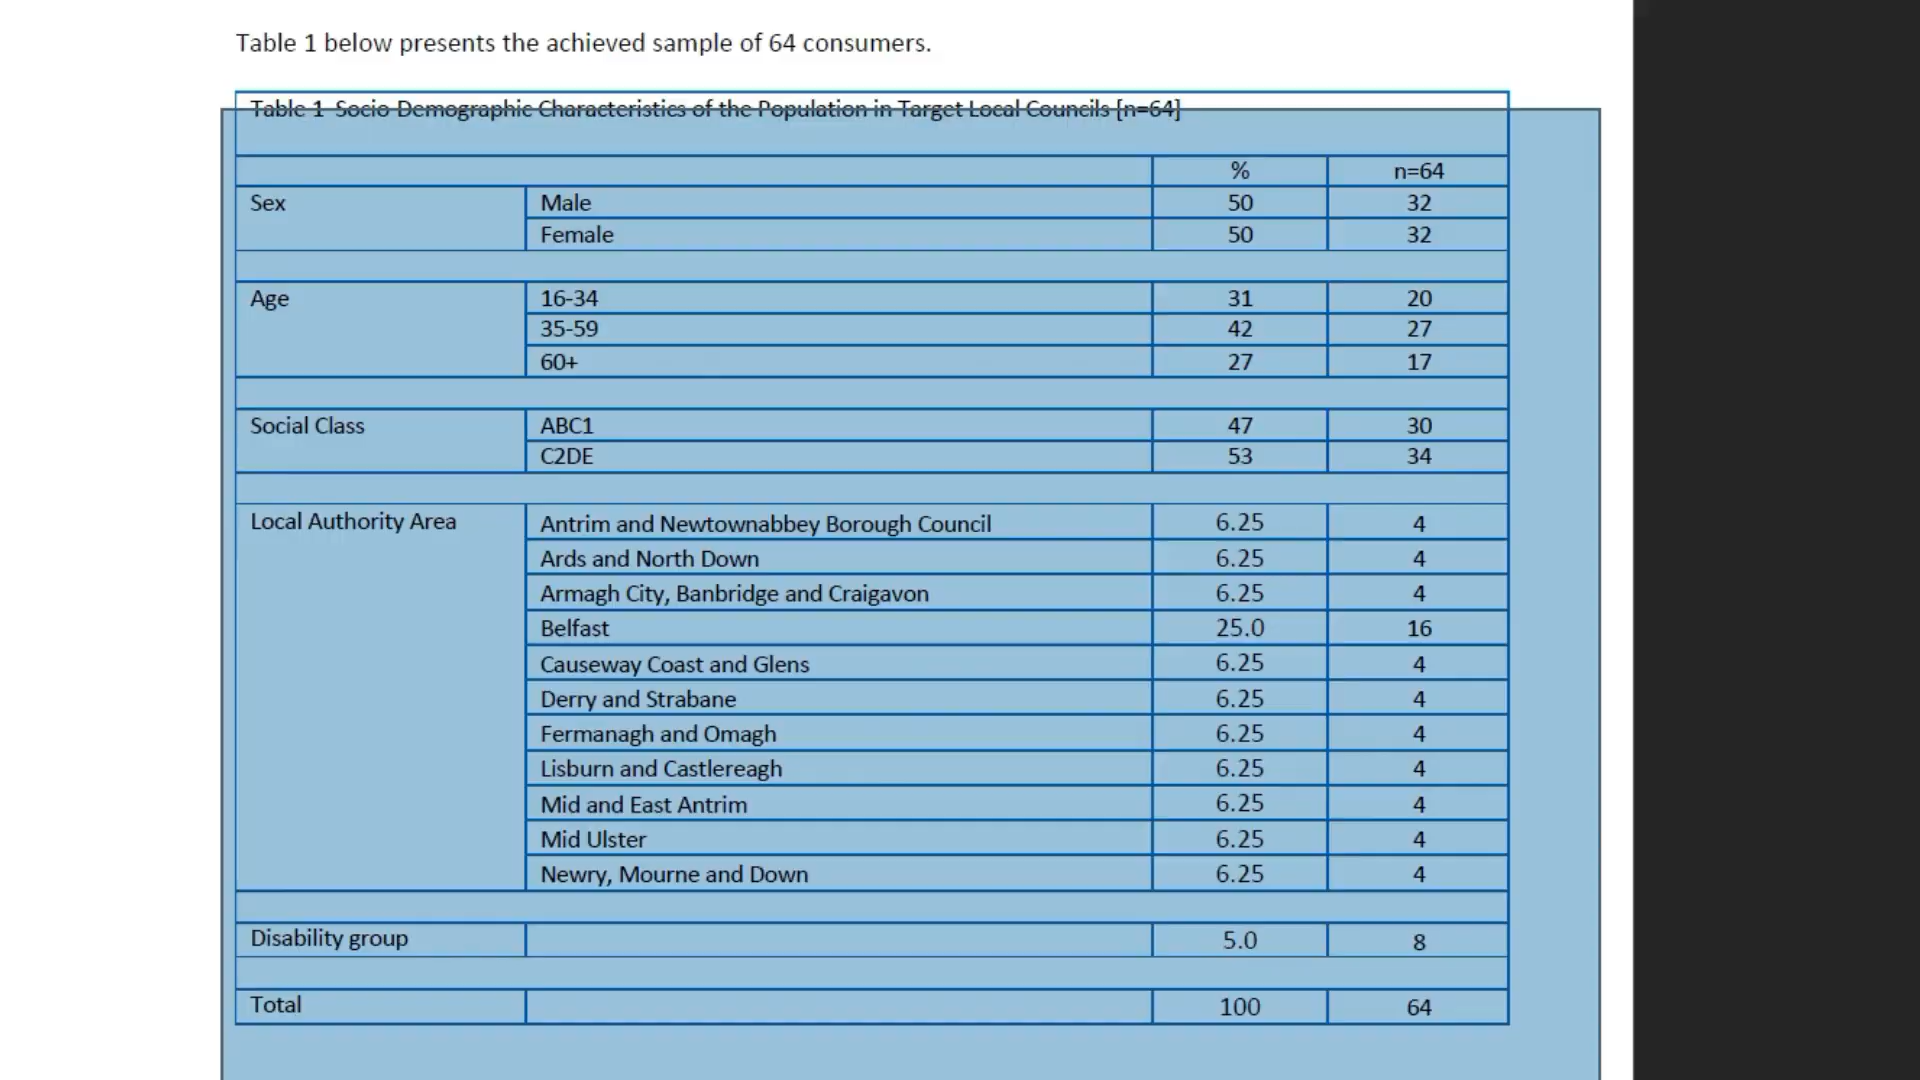 Table 1 below presents the achieved sample of 64 consumers.
Table 1 Socio-Demographic Characteristics of the Population in Target Local Councils [n=64]
% n=64
Sex Male 50 32
Female 50 32
Age 16-34 31 20
35-59 42 27
60+ 27 17
Social Class ABC1 47 30
C2DE 53 34
Local Authority Area Antrim and Newtownabbey Borough Council 6.25 4
Ards and North Down 6.25 4
Armagh City, Banbridge and Craigavon 6.25 4
Belfast 25.0 16
Causeway Coast and Glens 6.25 4
Derry and Strabane 6.25 4
Fermanagh and Omagh 6.25 4
Lisburn and Castlereagh 6.25 4
Mid and East Antrim 6.25 4
Mid Ulster 6.25 4
Newry, Mourne and Down 6.25 4
Disability group 5.0 8
Total 100 64